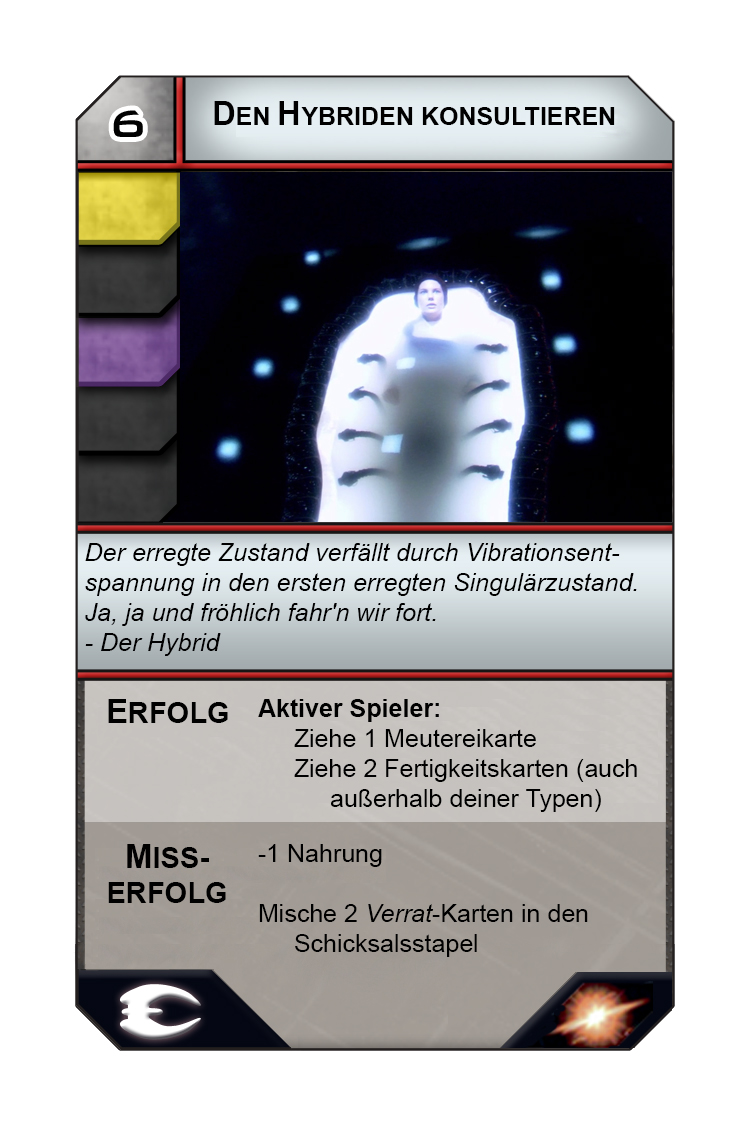 6
DEN HYBRIDEN KONSULTIEREN
Der erregte Zustand verfällt durch Vibrationsent-
spannung in den ersten erregten Singulärzustand.
Ja, ja und fröhlich fahr'n wir fort.
- Der Hybrid
ERFOLG
Aktiver Spieler:
Ziehe 1 Meutereikarte
Ziehe 2 Fertigkeitskarten (auch
außerhalb deiner Typen)
MISS-
ERFOLG
-1 Nahrung
Mische 2 Verrat-Karten in den
Schicksalsstapel